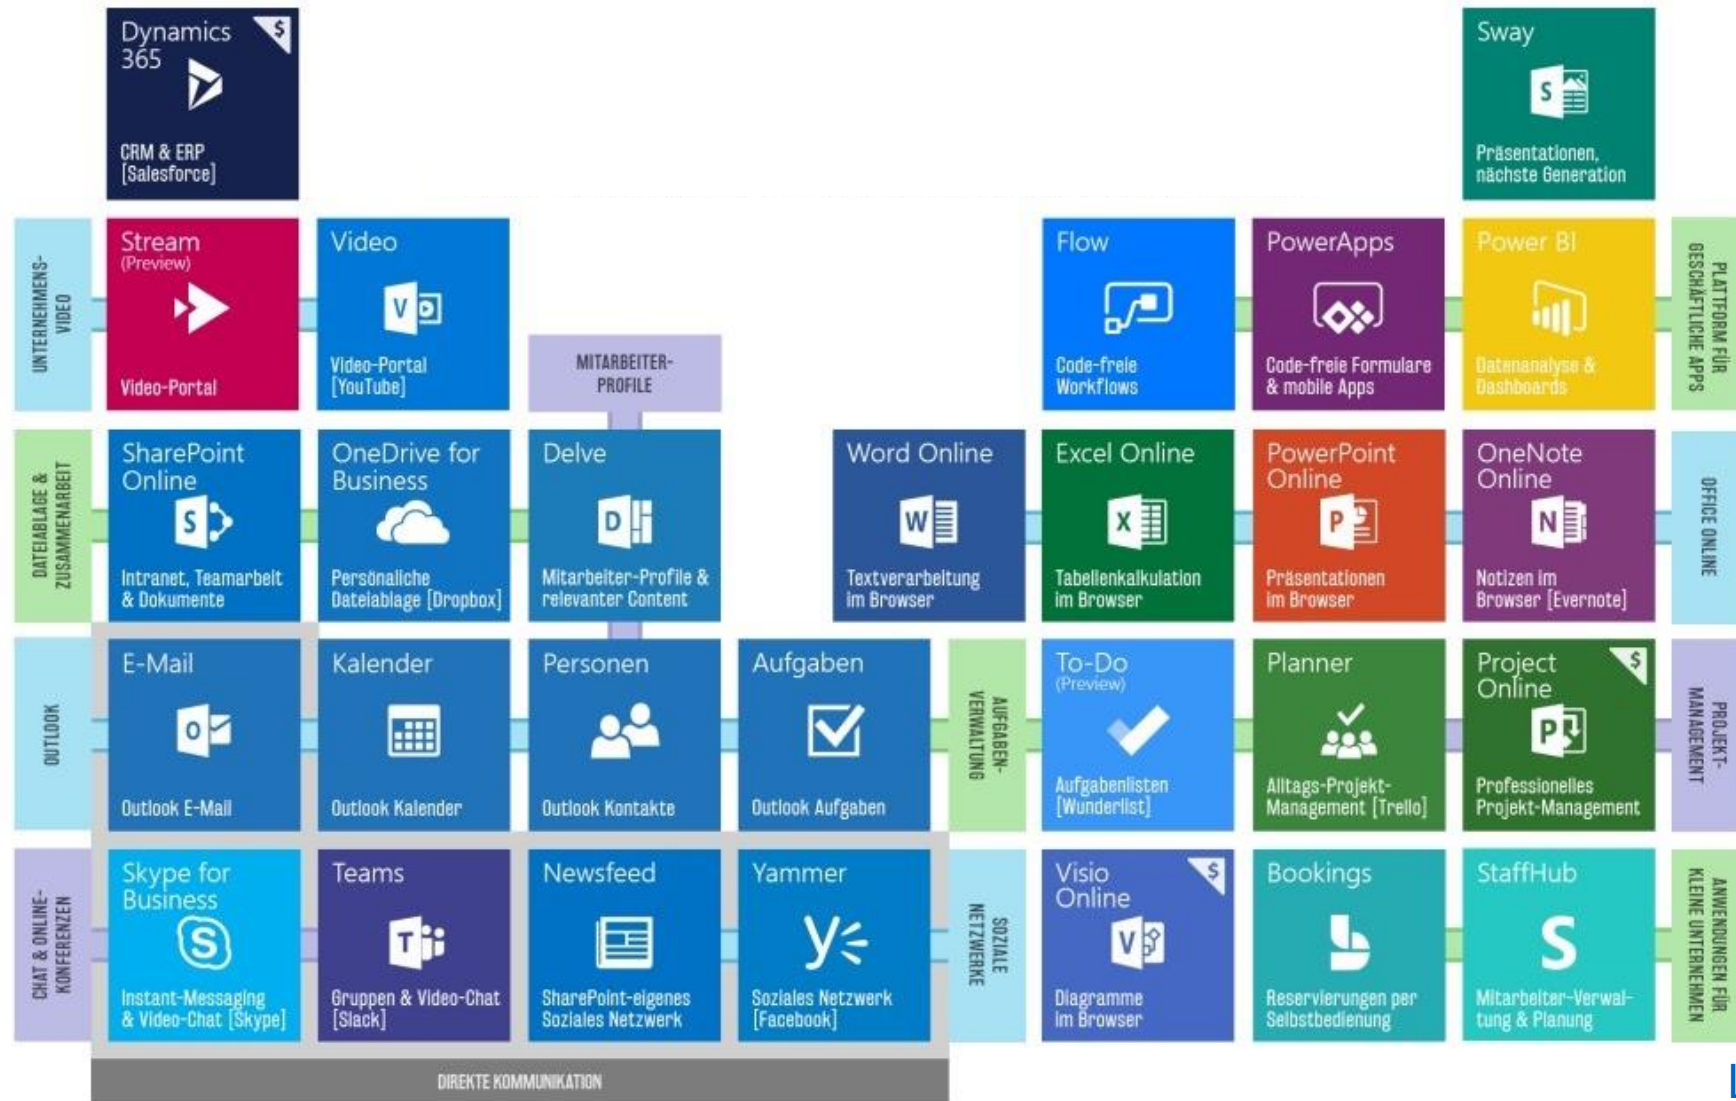 Dynamics
365
$
CRM & ERP
[Salesforce]
Sway
S
Präsentationen,
nächste Generation
UNTERNEHMENS-
VIDEO
Stream
(Preview)
Video-Portal
Video
V
Video-Portal
[YouTube]
MITARBEITER-
PROFILE
Flow
Code-freie
Workflows
PowerApps
Code-freie Formulare
& mobile Apps
Power BI
Datenanalyse &
Dashboards
PLATTFORM FÜR
GESCHÄFTLICHE APPS
DATEIABLAGE &
ZUSAMMENARBEIT
SharePoint
Online
S
Intranet, Teamarbeit
& Dokumente
OneDrive for
Business
Persönaliche
Dateiablage [Dropbox]
Delve
D
Mitarbeiter-Profile &
relevanter Content
Word Online
W
Textverarbeitung
im Browser
Excel Online
X
Tabellenkalkulation
im Browser
PowerPoint
Online
P
Präsentationen
im Browser
OneNote
Online
N
Notizen im
Browser [Evernote]
OFFICE ONLINE
OUTLOOK
E-Mail
O
Outlook E-Mail
Kalender
Outlook Kalender
Personen
Outlook Kontakte
Aufgaben
Outlook Aufgaben
AUFGABEN-
VERWALTUNG
To-Do
(Preview)
Aufgabenlisten
[Wunderlist]
Planner
Alltags-Projekt-
Management [Trello]
Project
Online
$
P
Professionelles
Projekt-Management
PROJEKT-
MANAGEMENT
CHAT & ONLINE-
KONFERENZEN
Skype for
Business
S
Instant-Messaging
& Video-Chat [Skype]
Teams
T
Gruppen & Video-Chat
[Slack]
Newsfeed
SharePoint-eigenes
Soziales Netzwerk
Yammer
y
Soziales Netzwerk
[Facebook]
SOZIALE
NETZWERKE
Visio
Online
$
V
Diagramme
im Browser
Bookings
b
Reservierungen per
Selbstbedienung
StaffHub
S
Mitarbeiter-Verwal-
tung & Planung
ANWENDUNGEN FÜR
KLEINE UNTERNEHMEN
DIREKTE KOMMUNIKATION